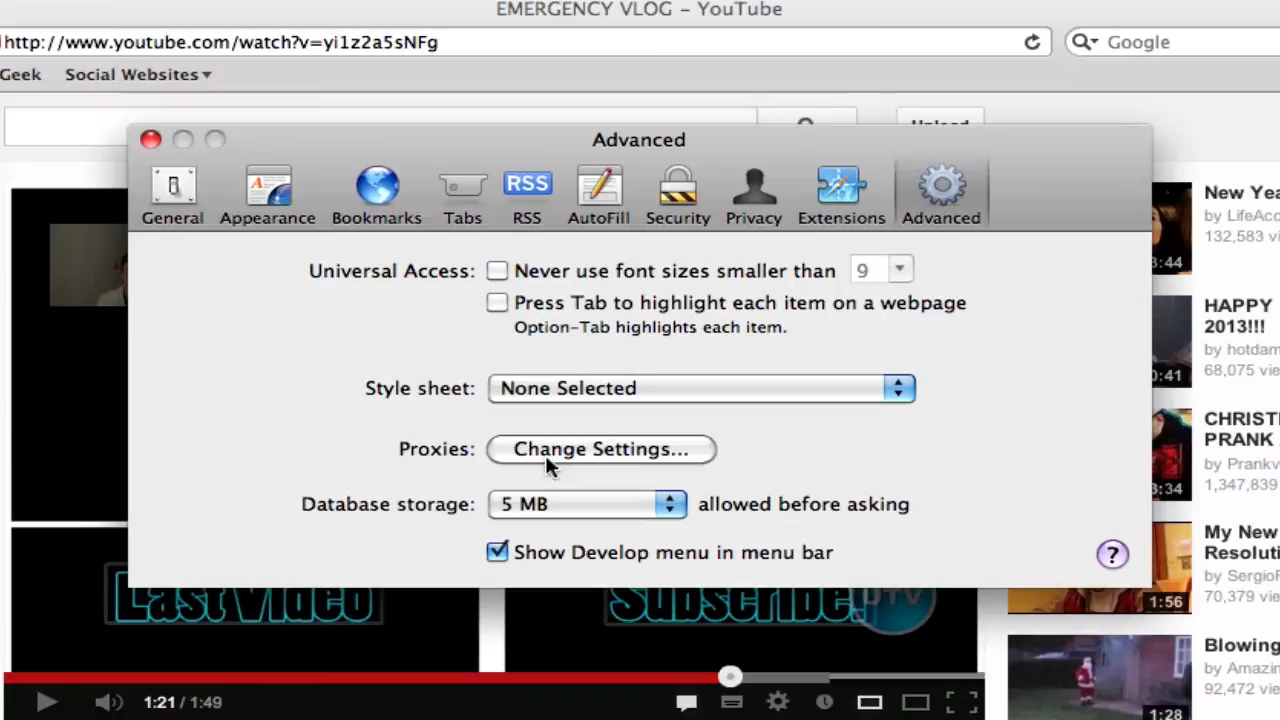 EMERGENCY VLOG – YouTube
http://www.youtube.com/watch?v=yi1z2a5sNFg
Google
Geek Social Websites
Upload
Advanced
General Appearance Bookmarks Tabs RSS AutoFill Security Privacy Extensions Advanced
RSS
Universal Access: Never use font sizes smaller than 9
Press Tab to highlight each item on a webpage
Option-Tab highlights each item.
Style sheet: None Selected
Proxies: Change Settings...
Database storage: 5 MB allowed before asking
Show Develop menu in menu bar
?
Last Video
Subscribe!
1:21 / 1:49
New Yea
by LifeAcc
132,583 vi
3:44
HAPPY
2013!!!
by hotdam
68,075 vie
0:41
CHRISTI
PRANK
by Prankv
1,347,839
3:34
My New
Resoluti
by SergioF
70,379 vie
1:56
Blowing
by Amazin
92,472 vie
1:28